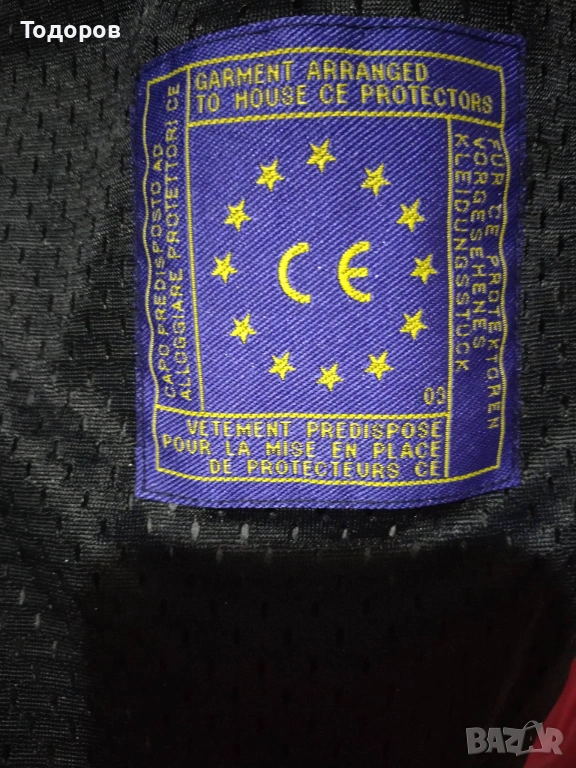 Тодоров
GARMENT ARRANGED
TO HOUSE CE PROTECTORS
CAPO PREDISPOSTO AD
ALLOGGIARE PROTETTORI CE
FÜR CE PROTEKTOREN
VORGESEHENES
KLEIDUNGSSTÜCK
CE
03
VETEMENT PREDISPOSE
POUR LA MISE EN PLACE
DE PROTECTEURS CE
BAZAR